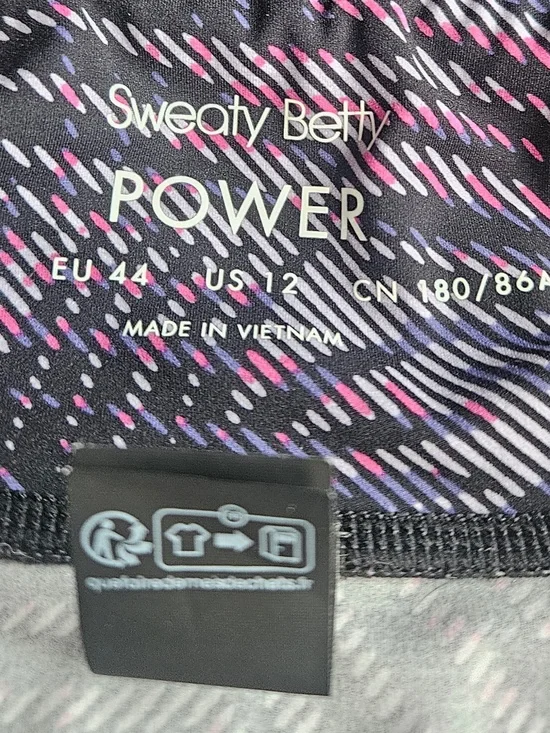 Sweaty Betty
POWER
EU 44 US 12 CN 180/86A
MADE IN VIETNAM
quefairedemesdechets.fr